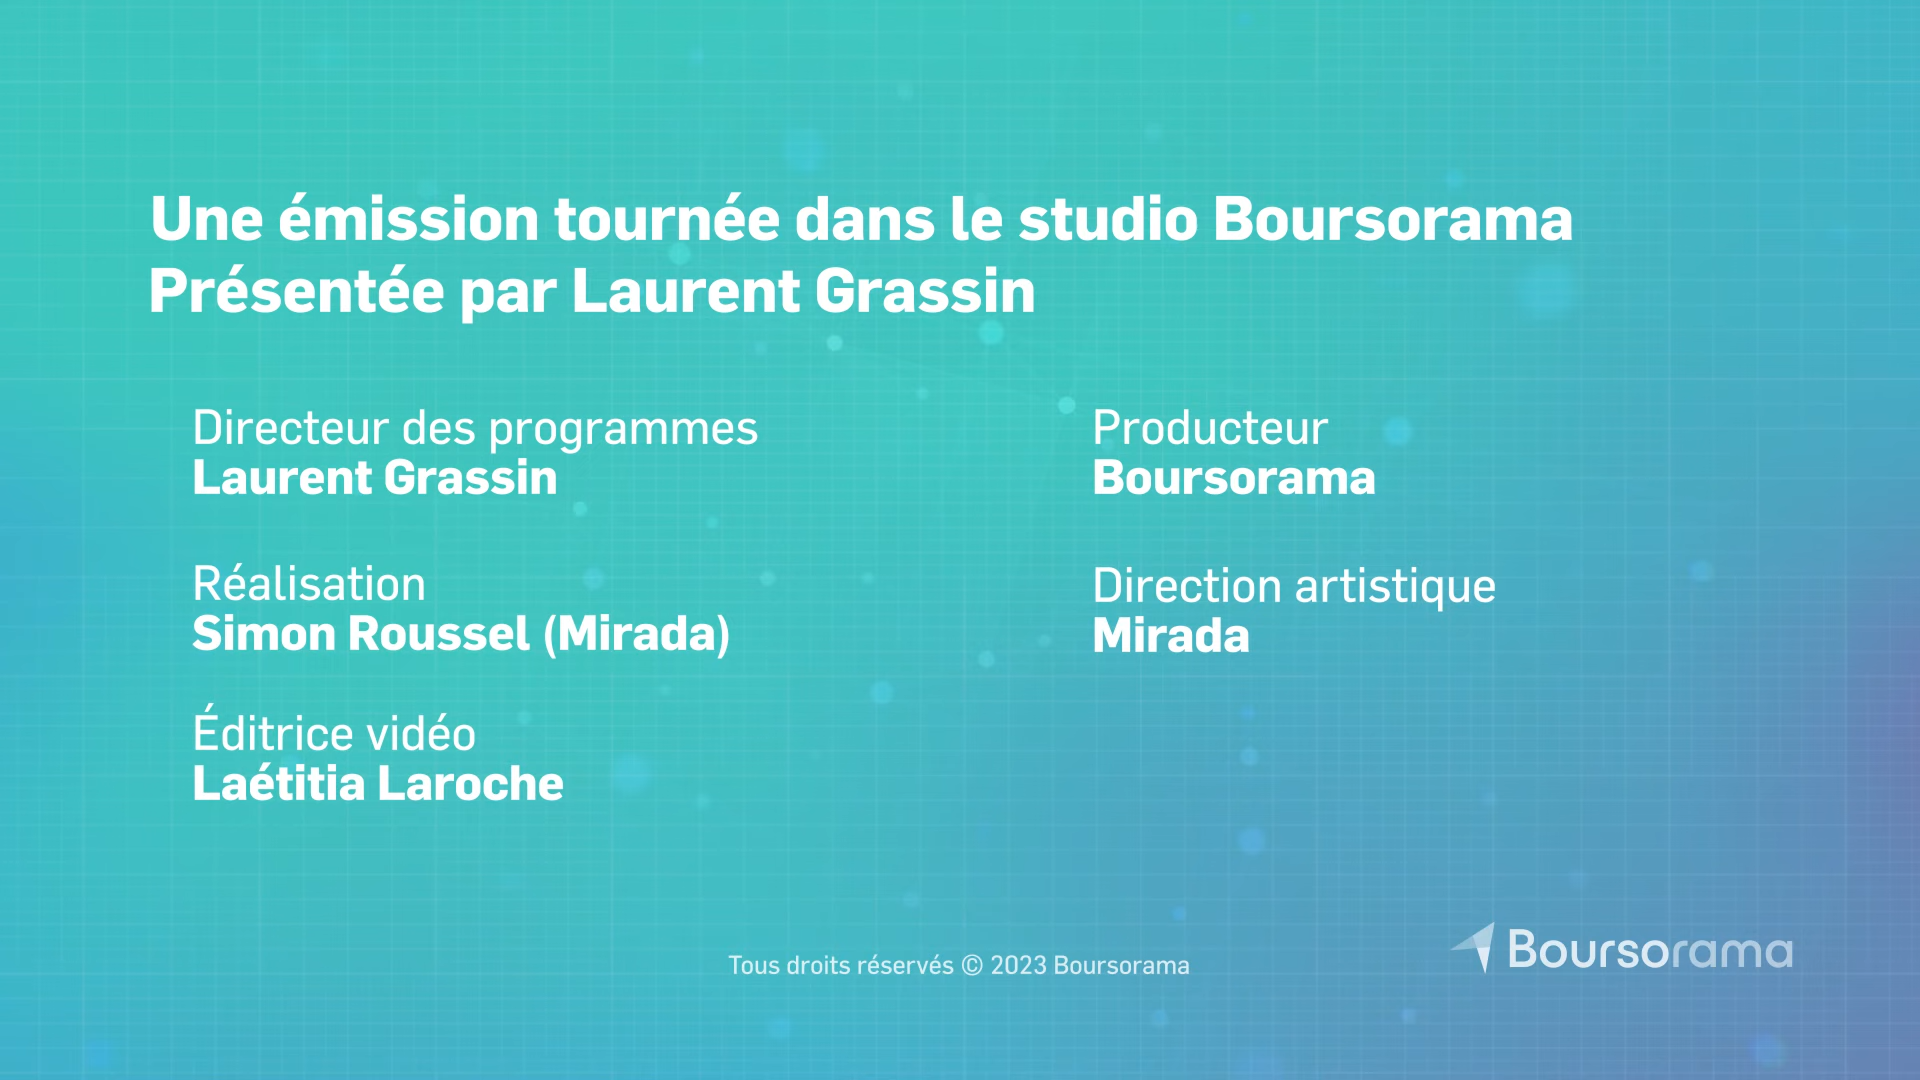 Une émission tournée dans le studio Boursorama
Présentée par Laurent Grassin
Directeur des programmes
Laurent Grassin
Réalisation
Simon Roussel (Mirada)
Éditrice vidéo
Laétitia Laroche
Producteur
Boursorama
Direction artistique
Mirada
Tous droits réservés © 2023 Boursorama
Boursorama